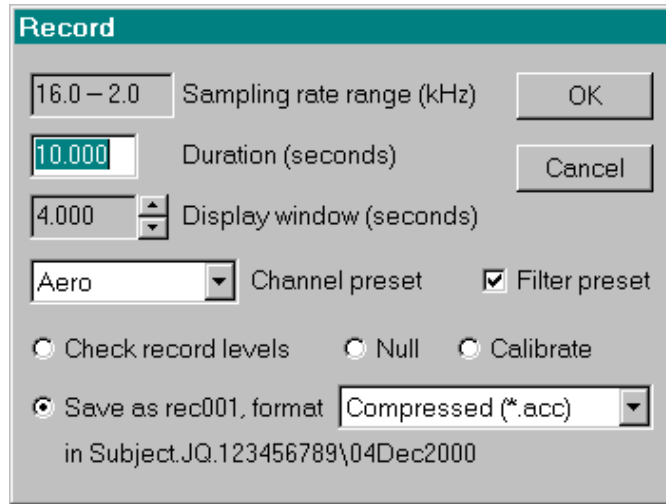 Record
16.0 – 2.0 Sampling rate range (kHz) OK
10.000 Duration (seconds)
Cancel
4.000 Display window (seconds)
Aero Channel preset Filter preset
Check record levels Null Calibrate
Save as rec001, format Compressed (*.acc)
in Subject.JQ.123456789\04Dec2000